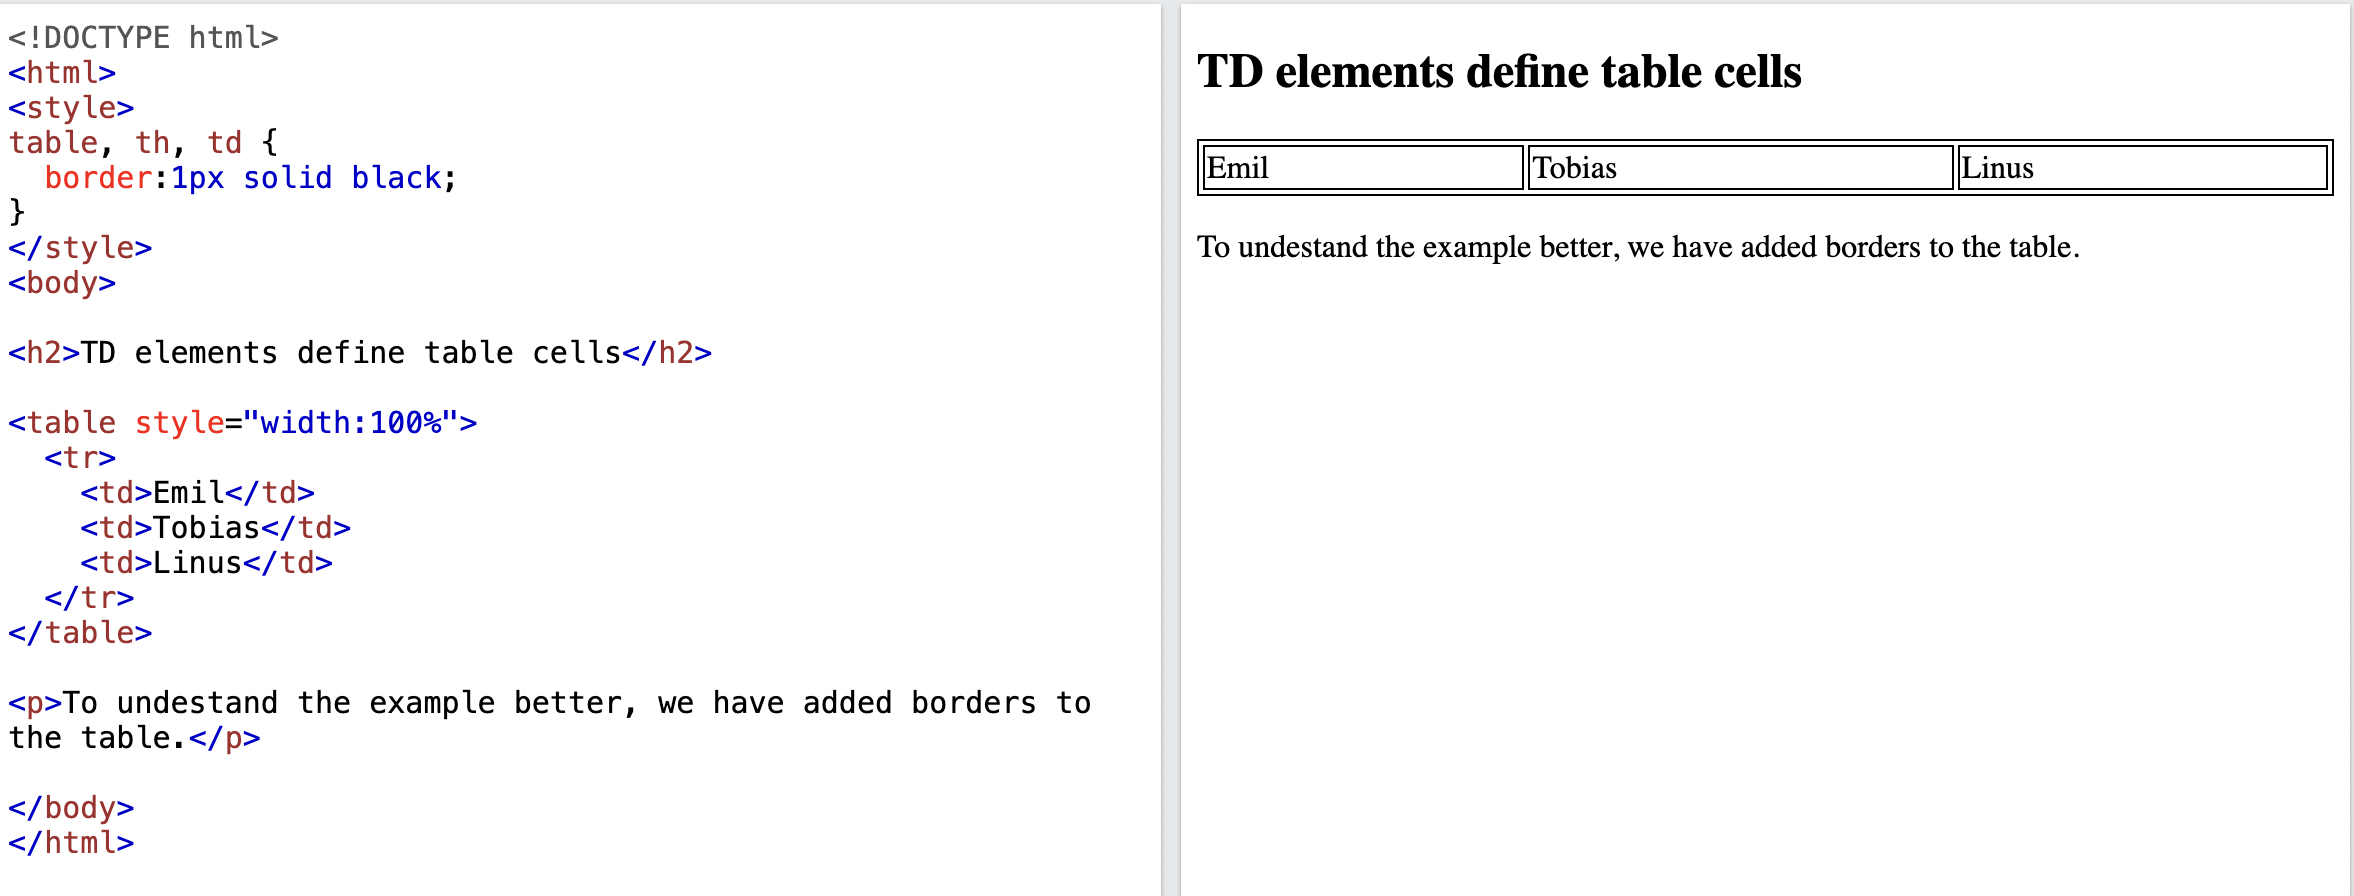 <!DOCTYPE html>
<html>
<style>
table, th, td {
  border:1px solid black;
}
</style>
<body>

<h2>TD elements define table cells</h2>

<table style="width:100%">
  <tr>
    <td>Emil</td>
    <td>Tobias</td>
    <td>Linus</td>
  </tr>
</table>

<p>To undestand the example better, we have added borders to
the table.</p>

</body>
</html>
TD elements define table cells
Emil Tobias Linus
To undestand the example better, we have added borders to the table.